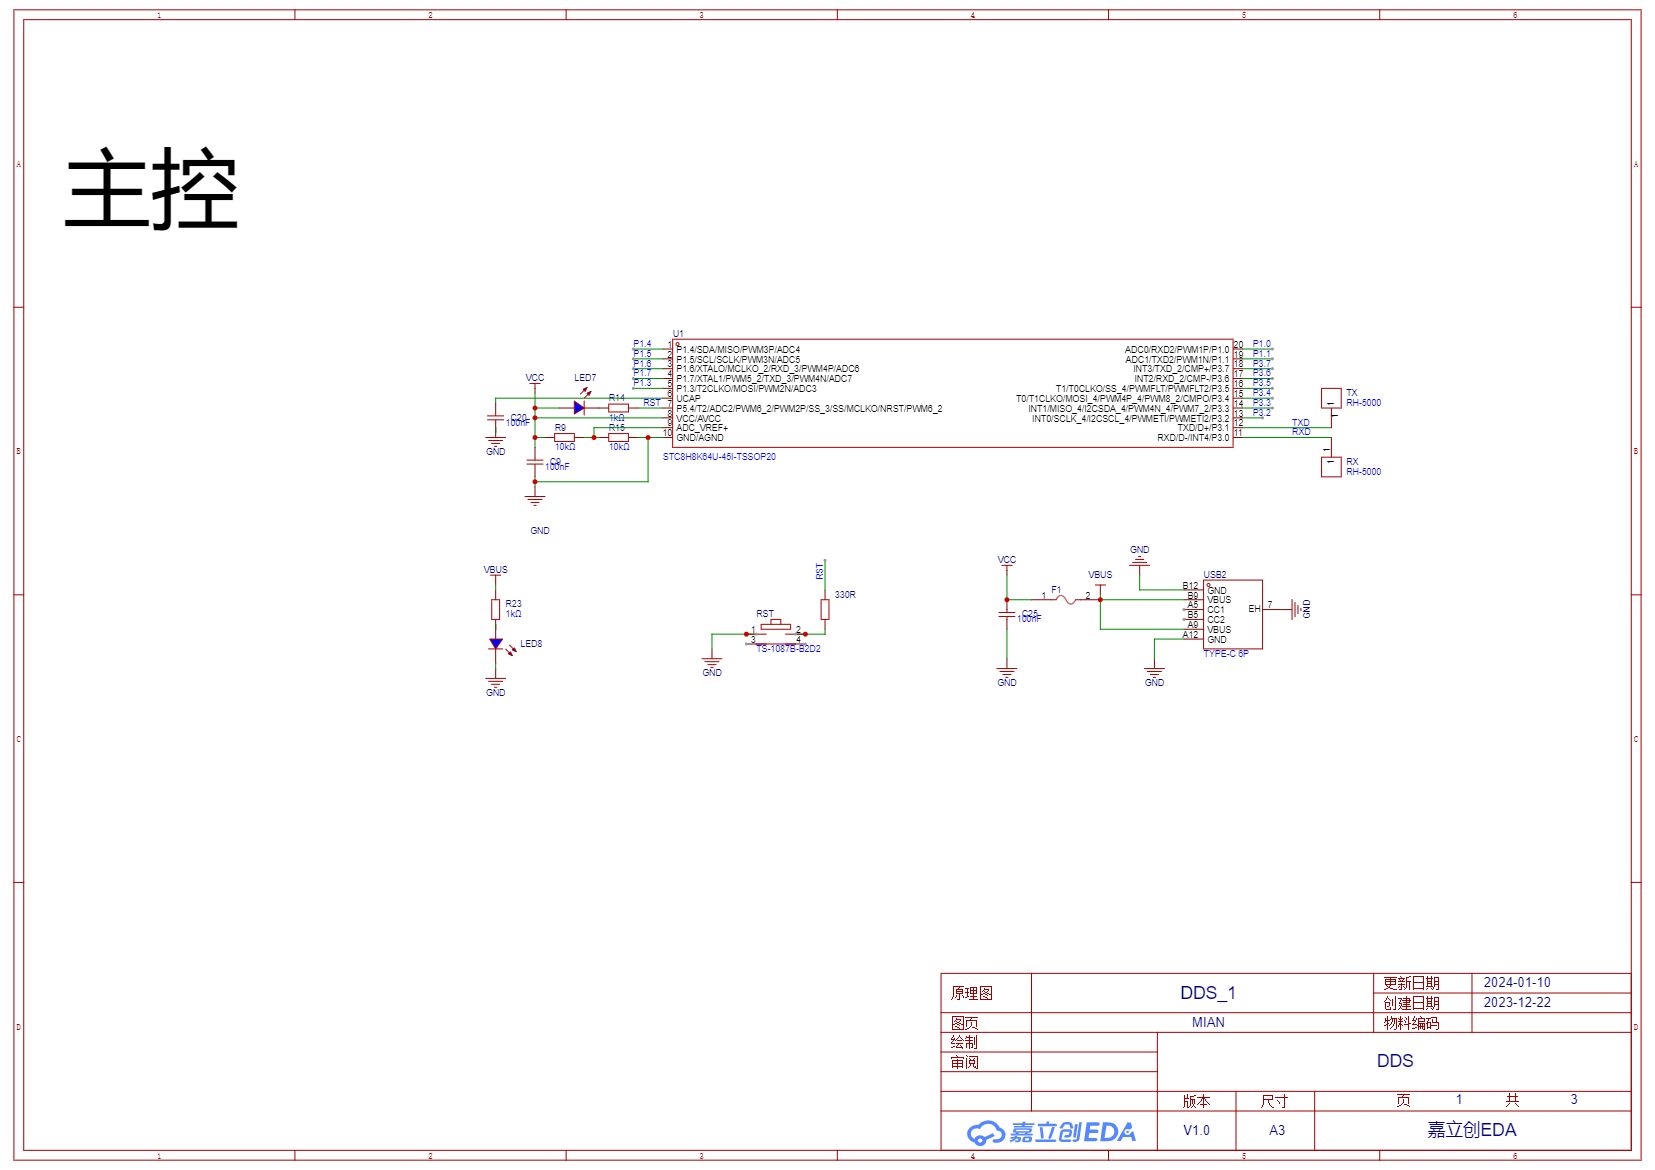 1 2 3 4 5 6
A A
主控
B B
U1
P1.4 1 P1.4/SDA/MISO/PWM3P/ADC4
P1.5 2 P1.5/SCL/SCLK/PWM3N/ADC5
P1.6 3 P1.6/XTALO/MCLKO_2/RXD_3/PWM4P/ADC6
P1.7 4 P1.7/XTAL1/PWM5_2/TXD_3/PWM4N/ADC7
P1.3 5 P1.3/T2CLKO/MOSI/PWM2N/ADC3
6 UCAP
RST 7 P5.4/T2/ADC2/PWM6_2/PWM2P/SS_3/SS/MCLKO/NRST/PWM6_2
8 VCC/AVCC
9 ADC_VREF+
10 GND/AGND
STC8H8K64U-45I-TSSOP20
ADC0/RXD2/PWM1P/P1.0 20 P1.0
ADC1/TXD2/PWM1N/P1.1 19 P1.1
INT3/TXD_2/CMP+/P3.7 18 P3.7
INT2/RXD_2/CMP-/P3.6 17 P3.6
T1/T0CLKO/SS_4/PWMFLT/PWMFLT2/P3.5 16 P3.5
T0/T1CLKO/MOSI_4/PWM4P_4/PWM8_2/CMPO/P3.4 15 P3.4
INT1/MISO_4/I2CSDA_4/PWM4N_4/PWM7_2/P3.3 14 P3.3
INT0/SCLK_4/I2CSCL_4/PWMETI/PWMETI2/P3.2 13 P3.2
TXD/D+/P3.1 12 TXD
RXD/D-/INT4/P3.0 11 RXD
1 TX
RH-5000
1
1
1 RX
RH-5000
VCC LED7
R14
1kΩ
C20
100nF
GND
R9 R15
10kΩ 10kΩ
C9
100nF
GND
VBUS
R23
1kΩ
LED8
GND
RST
330R
RST
1 2
3 4
TS-1087B-B2D2
GND
VCC
F1
1 2
C25
100nF
GND
VBUS
GND
USB2
B12 GND
B9 VBUS
A5 CC1
B5 CC2
A9 VBUS
A12 GND
EH 7 GND
TYPE-C 6P
GND
C C
D D
原理图 DDS_1 更新日期 2024-01-10
创建日期 2023-12-22
图页 MIAN 物料编码
绘制
审阅 DDS
版本 尺寸 页 1 共 3
嘉立创EDA V1.0 A3 嘉立创EDA
1 2 3 4 5 6